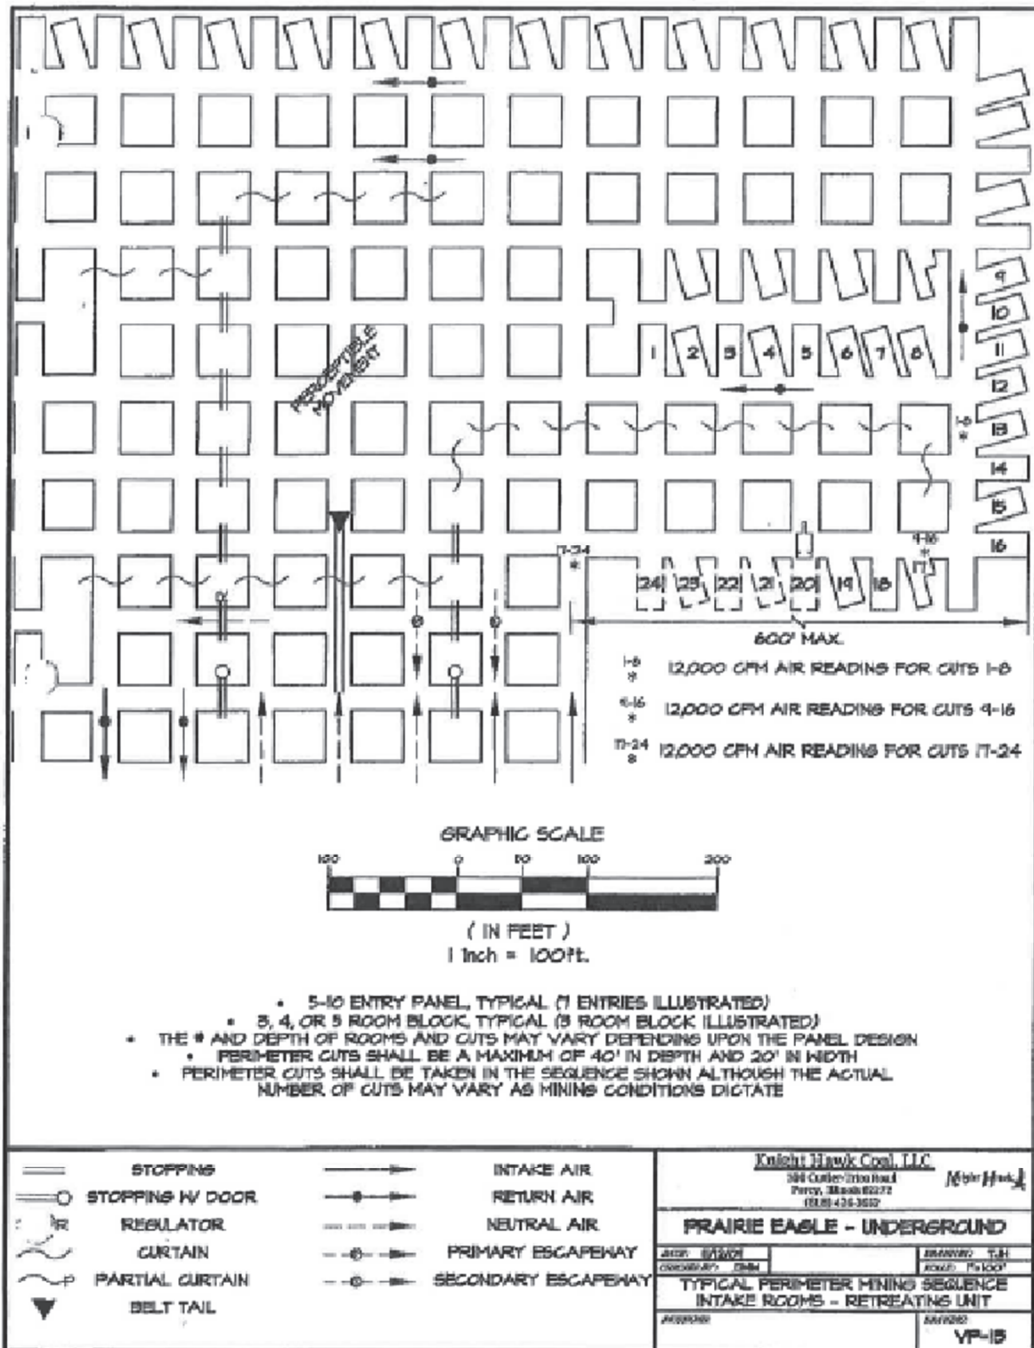 PERCEPTIBLE
MOVEMENT
1 2 3 4 5 6 7 8
9
10
11
12
13
14
15
16
1-8
*
9-16
*
17
17-24
*
24 23 22 21 20 19 18
600' MAX.
1-8
* 12,000 CFM AIR READING FOR CUTS 1-8
9-16
* 12,000 CFM AIR READING FOR CUTS 9-16
17-24
* 12,000 CFM AIR READING FOR CUTS 17-24
R
GRAPHIC SCALE
100 0 50 100 200
( IN FEET )
1 inch = 100ft.
• 5-10 ENTRY PANEL, TYPICAL (7 ENTRIES ILLUSTRATED)
• 3, 4, OR 5 ROOM BLOCK, TYPICAL (3 ROOM BLOCK ILLUSTRATED)
• THE # AND DEPTH OF ROOMS AND CUTS MAY VARY DEPENDING UPON THE PANEL DESIGN
• PERIMETER CUTS SHALL BE A MAXIMUM OF 40' IN DEPTH AND 20' IN WIDTH
• PERIMETER CUTS SHALL BE TAKEN IN THE SEQUENCE SHOWN ALTHOUGH THE ACTUAL
NUMBER OF CUTS MAY VARY AS MINING CONDITIONS DICTATE
STOPPING
STOPPING W/ DOOR
R REGULATOR
CURTAIN
P PARTIAL CURTAIN
BELT TAIL
INTAKE AIR
RETURN AIR
NEUTRAL AIR
PRIMARY ESCAPEWAY
SECONDARY ESCAPEWAY
Knight Hawk Coal, LLC
Percy, Illinois 62272
Knight Hawk
PRAIRIE EAGLE - UNDERGROUND
TYPICAL PERIMETER MINING SEQUENCE
INTAKE ROOMS - RETREATING UNIT
VP-15